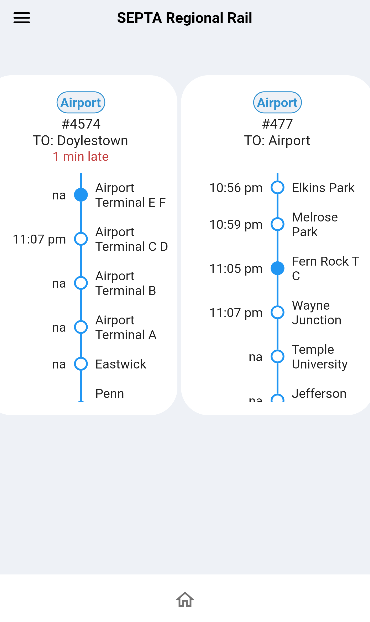 SEPTA Regional Rail
Airport
#4574
TO: Doylestown
1 min late
na
Airport
Terminal E F
11:07 pm
Airport
Terminal C D
na
Airport
Terminal B
na
Airport
Terminal A
na
Eastwick
Penn
Airport
#477
TO: Airport
10:56 pm
Elkins Park
10:59 pm
Melrose
Park
11:05 pm
Fern Rock T
C
11:07 pm
Wayne
Junction
na
Temple
University
na
Jefferson